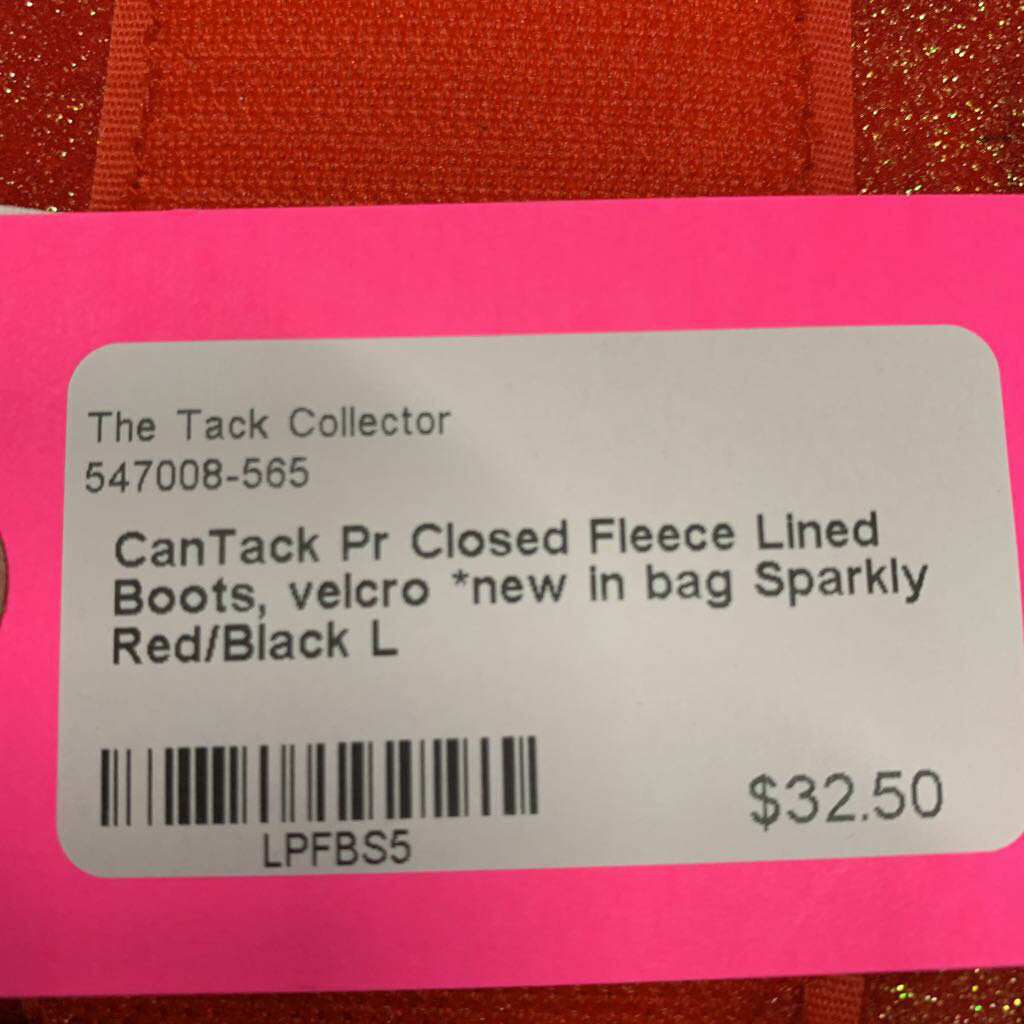 The Tack Collector
547008-565
CanTack Pr Closed Fleece Lined
Boots, velcro *new in bag Sparkly
Red/Black L
LPFBS5
$32.50